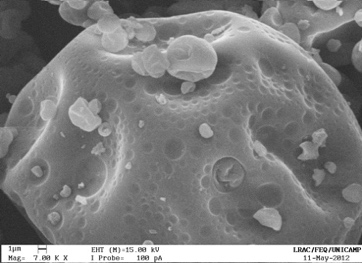 1µm EHT (M)=15.00 kV LRAC/FEQ/UNICAMP
Mag= 7.00 K X I Probe= 100 pA 11-May-2012